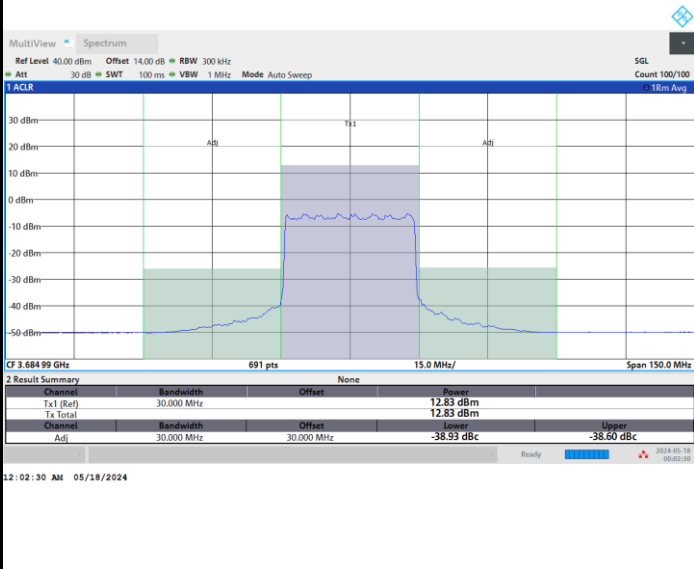 MultiView Spectrum
Ref Level 40.00 dBm Offset 14.00 dB RBW 300 kHz SGL
Att 30 dB SWT 100 ms VBW 1 MHz Mode Auto Sweep Count 100/100
1 ACLR 1Rm Avg
30 dBm
Tx1
20 dBm
Adj Adj
10 dBm
0 dBm
-10 dBm
-20 dBm
-30 dBm
-40 dBm
-50 dBm
CF 3.684 99 GHz 691 pts 15.0 MHz/ Span 150.0 MHz
2 Result Summary None
Channel Bandwidth Offset Power
Tx1 (Ref) 30.000 MHz 12.83 dBm
Tx Total 12.83 dBm
Channel Bandwidth Offset Lower Upper
Adj 30.000 MHz 30.000 MHz -38.93 dBc -38.60 dBc
Ready 2024-05-18
00:02:30
12:02:30 AM 05/18/2024